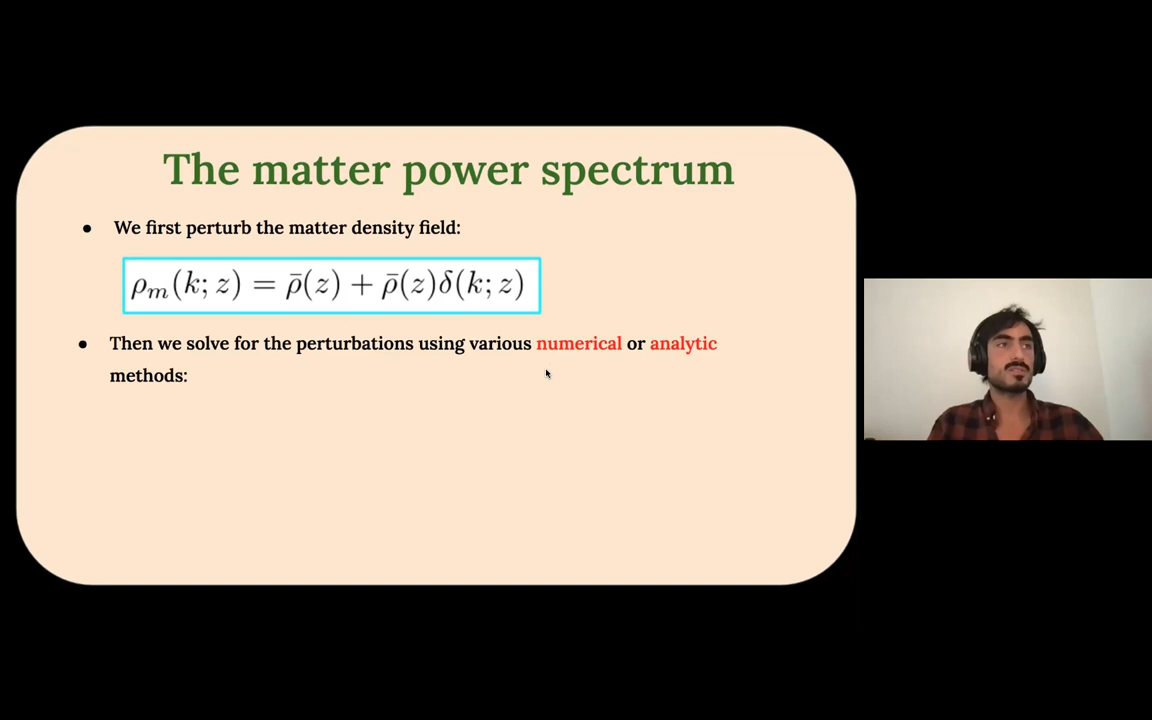 The matter power spectrum
● We first perturb the matter density field:
ρₘ(k; z) = ρ̄(z) + ρ̄(z)δ(k; z)
● Then we solve for the perturbations using various numerical or analytic
methods: